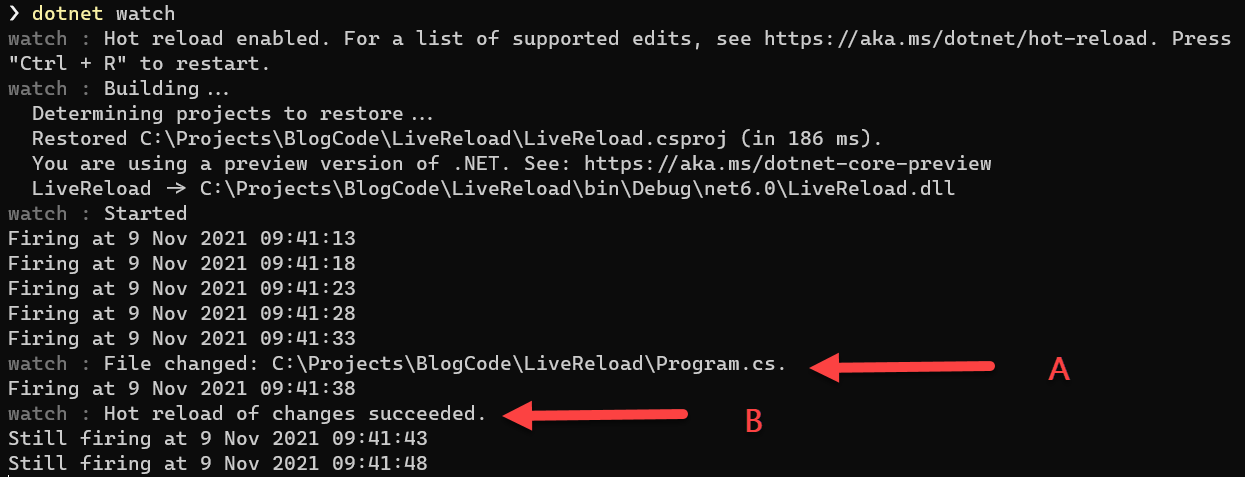 ❯ dotnet watch
watch : Hot reload enabled. For a list of supported edits, see https://aka.ms/dotnet/hot-reload. Press
"Ctrl + R" to restart.
watch : Building...
  Determining projects to restore...
  Restored C:\Projects\BlogCode\LiveReload\LiveReload.csproj (in 186 ms).
  You are using a preview version of .NET. See: https://aka.ms/dotnet-core-preview
  LiveReload -> C:\Projects\BlogCode\LiveReload\bin\Debug\net6.0\LiveReload.dll
watch : Started
Firing at 9 Nov 2021 09:41:13
Firing at 9 Nov 2021 09:41:18
Firing at 9 Nov 2021 09:41:23
Firing at 9 Nov 2021 09:41:28
Firing at 9 Nov 2021 09:41:33
watch : File changed: C:\Projects\BlogCode\LiveReload\Program.cs. A
Firing at 9 Nov 2021 09:41:38
watch : Hot reload of changes succeeded. B
Still firing at 9 Nov 2021 09:41:43
Still firing at 9 Nov 2021 09:41:48